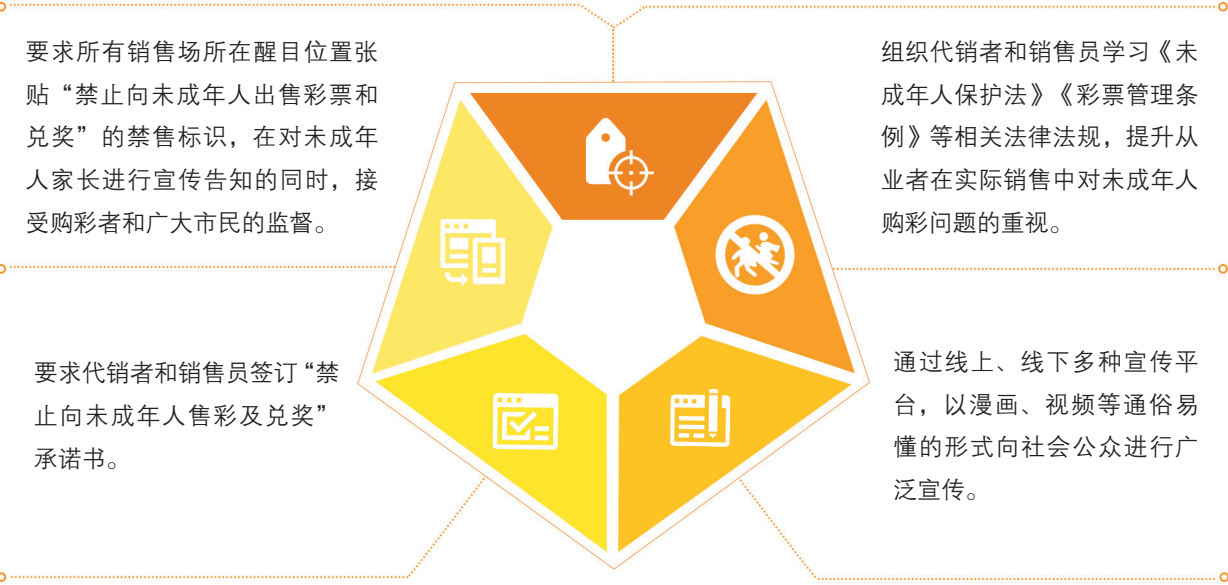 要求所有销售场所在醒目位置张
贴“禁止向未成年人出售彩票和
兑奖”的禁售标识，在对未成年
人家长进行宣传告知的同时，接
受购彩者和广大市民的监督。
组织代销者和销售员学习《未
成年人保护法》《彩票管理条
例》等相关法律法规，提升从
业者在实际销售中对未成年人
购彩问题的重视。
要求代销者和销售员签订“禁
止向未成年人售彩及兑奖”
承诺书。
通过线上、线下多种宣传平
台，以漫画、视频等通俗易
懂的形式向社会公众进行广
泛宣传。